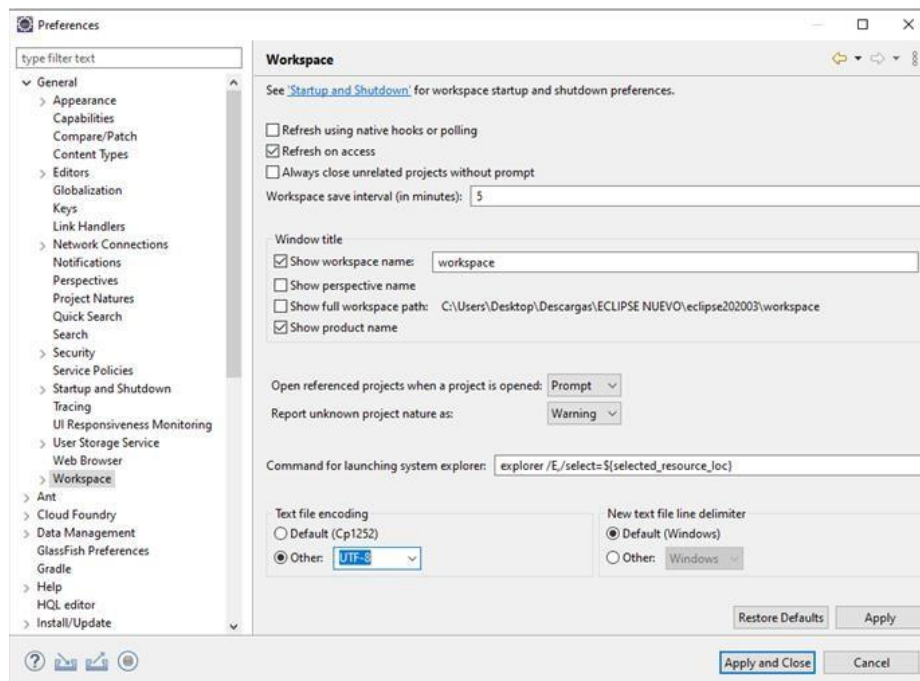 Preferences
type filter text
General
Appearance
Capabilities
Compare/Patch
Content Types
Editors
Globalization
Keys
Link Handlers
Network Connections
Notifications
Perspectives
Project Natures
Quick Search
Search
Security
Service Policies
Startup and Shutdown
Tracing
UI Responsiveness Monitoring
User Storage Service
Web Browser
Workspace
Ant
Cloud Foundry
Data Management
GlassFish Preferences
Gradle
Help
HQL editor
Install/Update
Workspace
See 'Startup and Shutdown' for workspace startup and shutdown preferences.
Refresh using native hooks or polling
Refresh on access
Always close unrelated projects without prompt
Workspace save interval (in minutes): 5
Window title
Show workspace name: workspace
Show perspective name
Show full workspace path: C:\Users\Desktop\Descargas\ECLIPSE NUEVO\eclipse202003\workspace
Show product name
Open referenced projects when a project is opened: Prompt
Report unknown project nature as: Warning
Command for launching system explorer: explorer /E,/select=${selected_resource_loc}
Text file encoding
Default (Cp1252)
Other: UTF-8
New text file line delimiter
Default (Windows)
Other: Windows
Restore Defaults Apply
Apply and Close Cancel